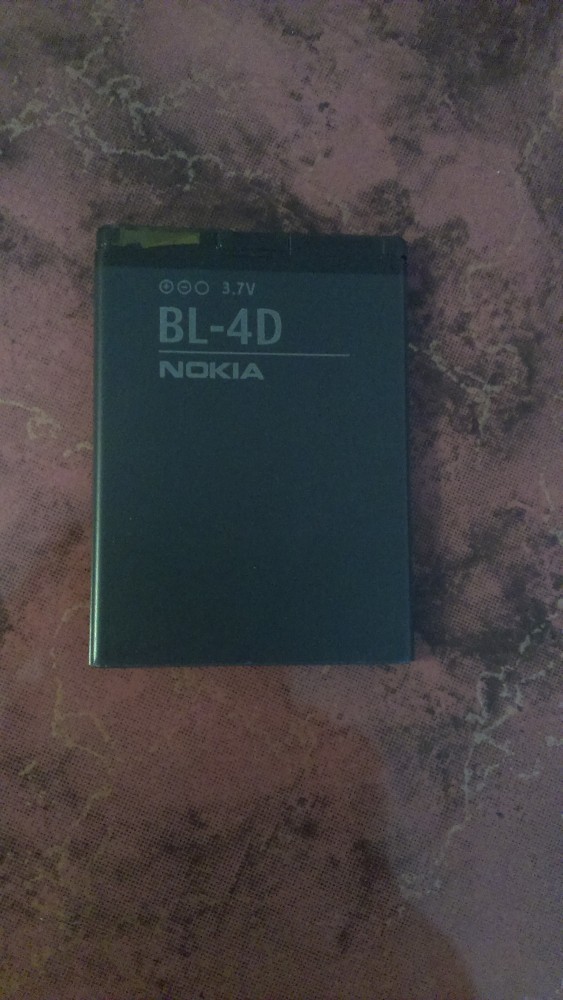 ⊕⊖○ 3.7V
BL-4D
NOKIA